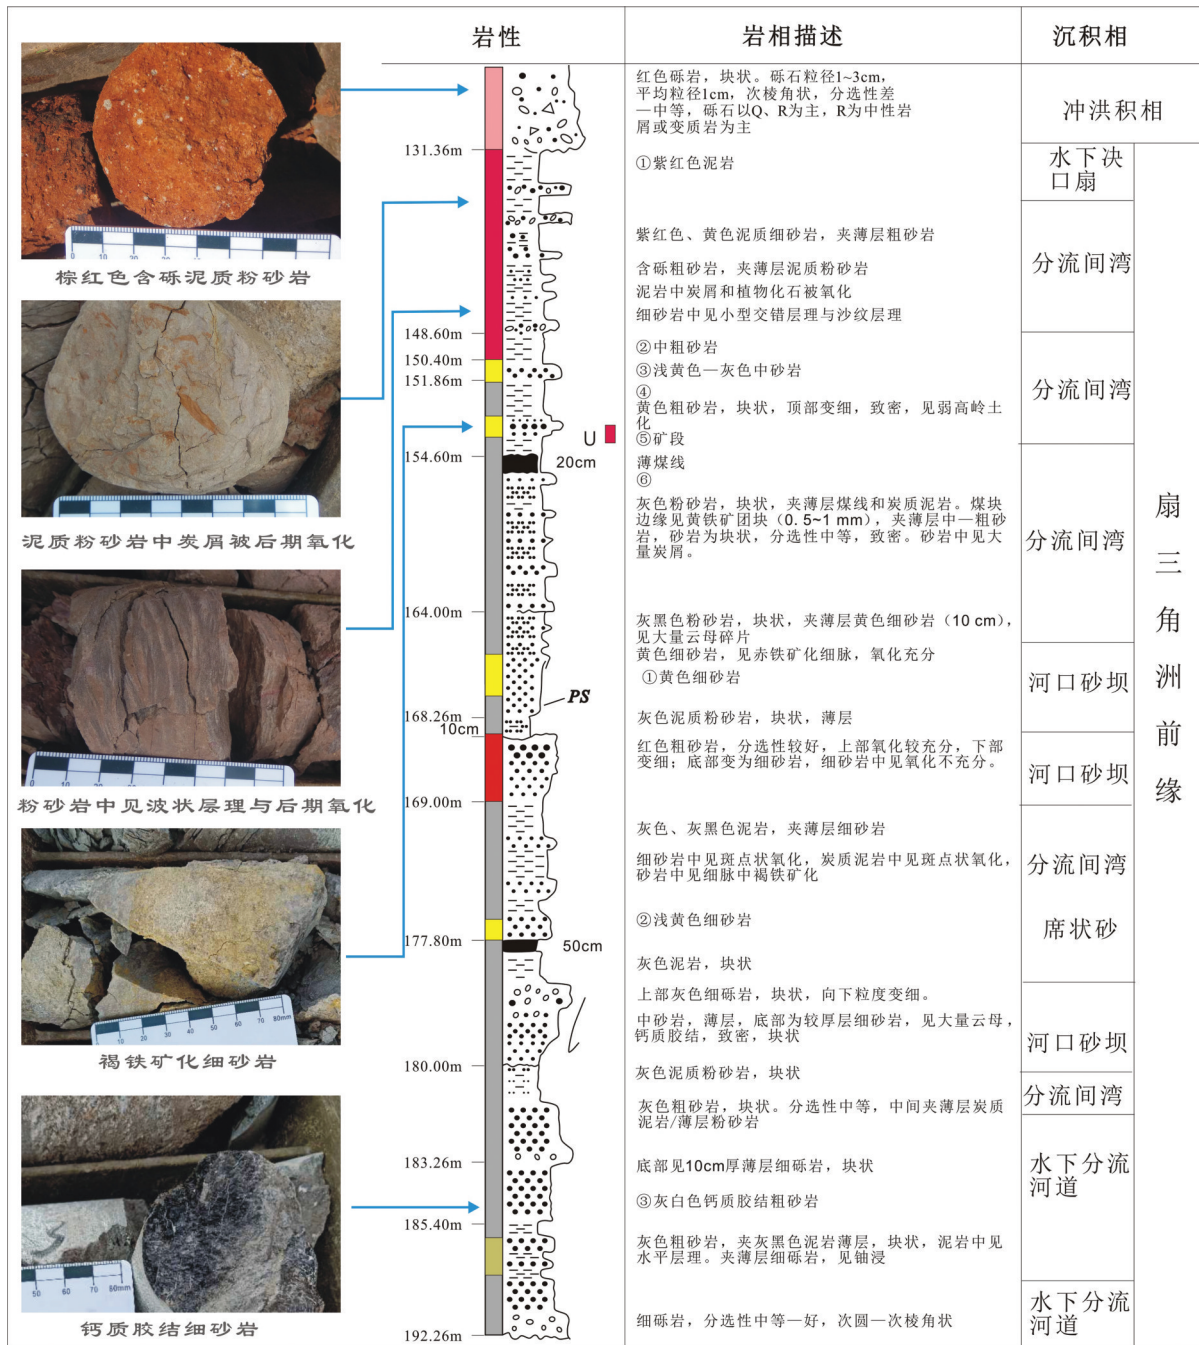 岩性
岩相描述
沉积相
红色砾岩，块状。砾石粒径1~3cm，
平均粒径1cm，次棱角状，分选性差
—中等，砾石以Q、R为主，R为中性岩
屑或变质岩为主
冲洪积相
131.36m
①紫红色泥岩
水下决
口扇
紫红色、黄色泥质细砂岩，夹薄层粗砂岩
含砾粗砂岩，夹薄层泥质粉砂岩
泥岩中炭屑和植物化石被氧化
细砂岩中见小型交错层理与沙纹层理
分流间湾
棕红色含砾泥质粉砂岩
148.60m
②中粗砂岩
150.40m
③浅黄色—灰色中砂岩
151.86m
④
黄色粗砂岩，块状，顶部变细，致密，见弱高岭土
化
⑤矿段
分流间湾
U
154.60m
20cm
薄煤线
⑥
灰色粉砂岩，块状，夹薄层煤线和炭质泥岩。煤块
边缘见黄铁矿团块（0.5~1 mm），夹薄层中—粗砂
岩，砂岩为块状，分选性中等，致密。砂岩中见大
量炭屑。
分流间湾
泥质粉砂岩中炭屑被后期氧化
164.00m
灰黑色粉砂岩，块状，夹薄层黄色细砂岩（10 cm），
见大量云母碎片
黄色细砂岩，见赤铁矿化细脉，氧化充分
①黄色细砂岩
河口砂坝
PS
168.26m
10cm
灰色泥质粉砂岩，块状，薄层
红色粗砂岩，分选性较好，上部氧化较充分，下部
变细；底部变为细砂岩，细砂岩中见氧化不充分。
河口砂坝
粉砂岩中见波状层理与后期氧化
169.00m
灰色、灰黑色泥岩，夹薄层细砂岩
细砂岩中见斑点状氧化，炭质泥岩中见斑点状氧化，
砂岩中见细脉中褐铁矿化
分流间湾
②浅黄色细砂岩
席状砂
177.80m
50cm
灰色泥岩，块状
上部灰色细砾岩，块状，向下粒度变细。
中砂岩，薄层，底部为较厚层细砂岩，见大量云母，
钙质胶结，致密，块状
河口砂坝
褐铁矿化细砂岩
180.00m
灰色泥质粉砂岩，块状
分流间湾
灰色粗砂岩，块状。分选性中等，中间夹薄层炭质
泥岩/薄层粉砂岩
183.26m
底部见10cm厚薄层细砾岩，块状
水下分流
河道
③灰白色钙质胶结粗砂岩
185.40m
灰色粗砂岩，夹灰黑色泥岩薄层，块状，泥岩中见
水平层理。夹薄层细砾岩，见铀浸
192.26m
细砾岩，分选性中等—好，次圆—次棱角状
水下分流
河道
钙质胶结细砂岩
扇三角洲前缘
10 20 30 40 50 60 70 80mm
50 60 70 80mm